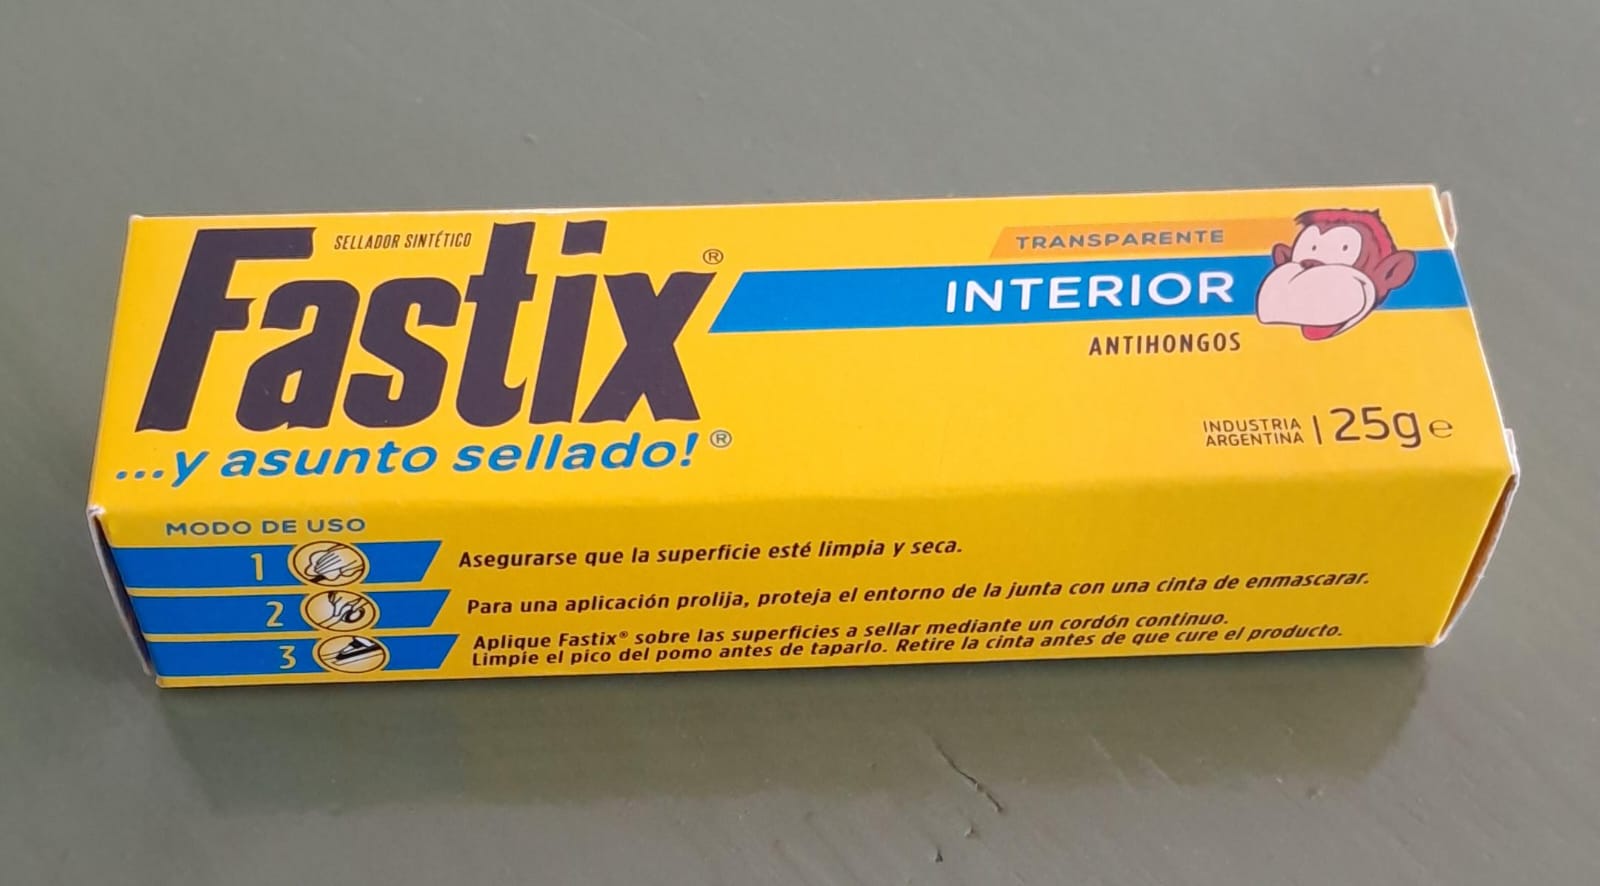 SELLADOR SINTÉTICO
Fastix®
...y asunto sellado!®
TRANSPARENTE
INTERIOR
ANTIHONGOS
INDUSTRIA
ARGENTINA | 25g e
MODO DE USO
1 Asegurarse que la superficie esté limpia y seca.
2 Para una aplicación prolija, proteja el entorno de la junta con una cinta de enmascarar.
3 Aplique Fastix® sobre las superficies a sellar mediante un cordón continuo.
Limpie el pico del pomo antes de taparlo. Retire la cinta antes de que cure el producto.